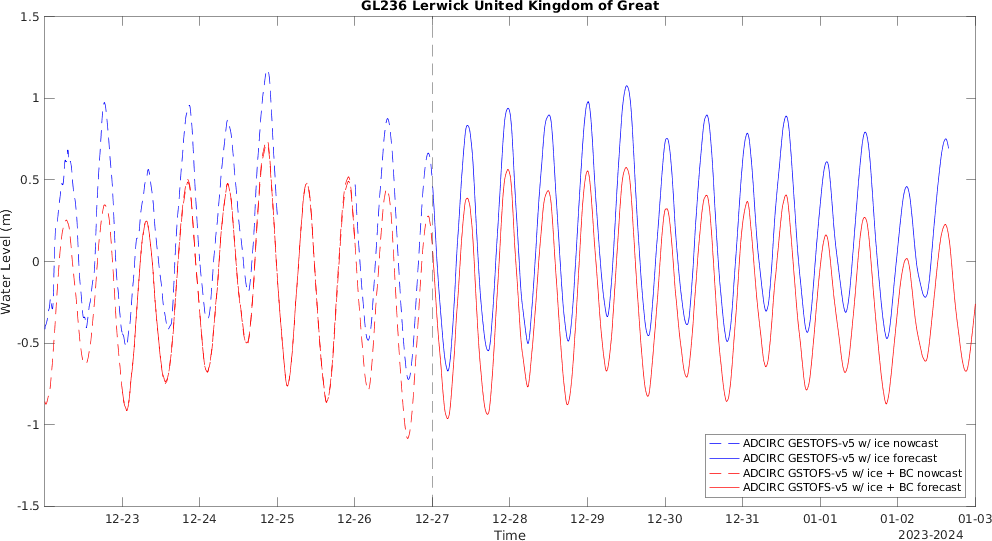 GL236 Lerwick United Kingdom of Great
1.5
1
0.5
0
-0.5
-1
-1.5
Water Level (m)
ADCIRC GESTOFS-v5 w/ ice nowcast
ADCIRC GESTOFS-v5 w/ ice forecast
ADCIRC GSTOFS-v5 w/ ice + BC nowcast
ADCIRC GSTOFS-v5 w/ ice + BC forecast
12-23 12-24 12-25 12-26 12-27 12-28 12-29 12-30 12-31 01-01 01-02 01-03
Time
2023-2024